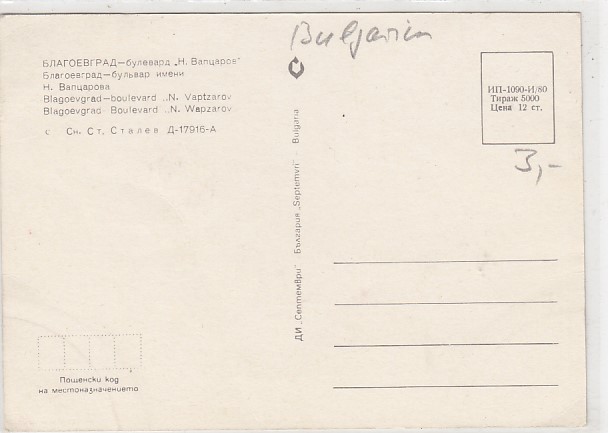 Bulgarien
БЛАГОЕВГРАД—булевард „Н. Вапцаров"
Благоевград—бульвар имени
Н. Вапцарова
Blagoevgrad—boulevard „N. Vaptzarov
Blagoevgrad Boulevard „N. Wapzarov
с Сн. Ст. Сталев Д-17916-А
ДИ „Септември" България „Septemvri" - Bulgaria
ИП-1090-И/80
Тираж 5000
Цена 12 ст.
3,-
Пощенски код
на местоназначението